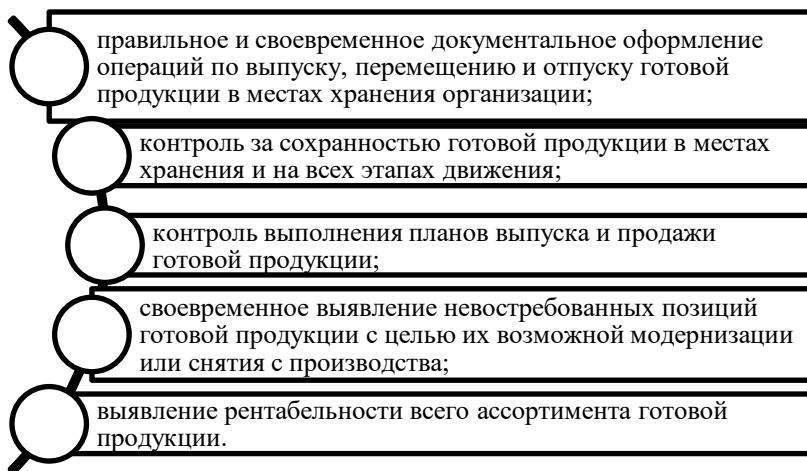 правильное и своевременное документальное оформление
операций по выпуску, перемещению и отпуску готовой
продукции в местах хранения организации;
контроль за сохранностью готовой продукции в местах
хранения и на всех этапах движения;
контроль выполнения планов выпуска и продажи
готовой продукции;
своевременное выявление невостребованных позиций
готовой продукции с целью их возможной модернизации
или снятия с производства;
выявление рентабельности всего ассортимента готовой
продукции.